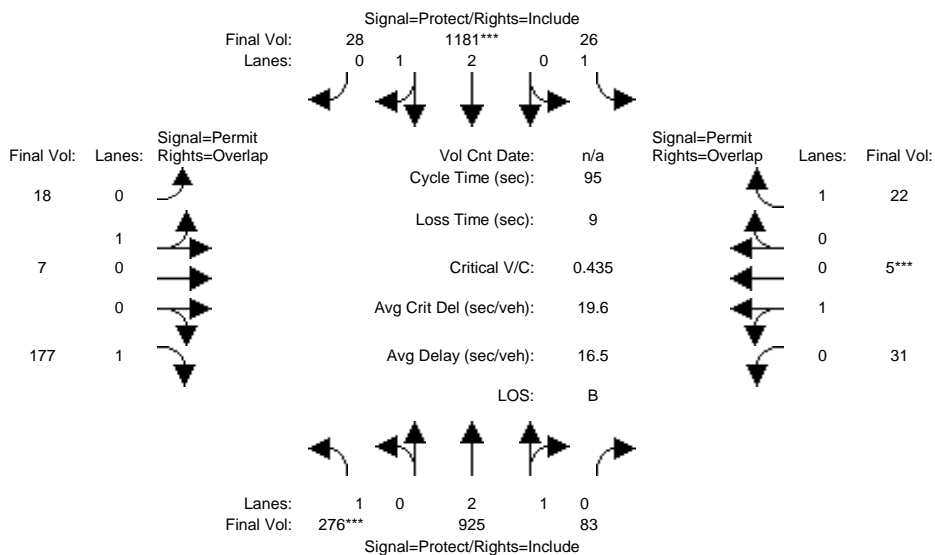 Signal=Protect/Rights=Include
Final Vol: 28 1181*** 26
Lanes: 0 1 2 0 1
Signal=Permit Signal=Permit
Final Vol: Lanes: Rights=Overlap Vol Cnt Date: n/a Rights=Overlap Lanes: Final Vol:
Cycle Time (sec): 95
18 0 1 22
Loss Time (sec): 9
1 0
7 0 Critical V/C: 0.435 0 5***
0 Avg Crit Del (sec/veh): 19.6 1
177 1 Avg Delay (sec/veh): 16.5 0 31
LOS: B
Lanes: 1 0 2 1 0
Final Vol: 276*** 925 83
Signal=Protect/Rights=Include